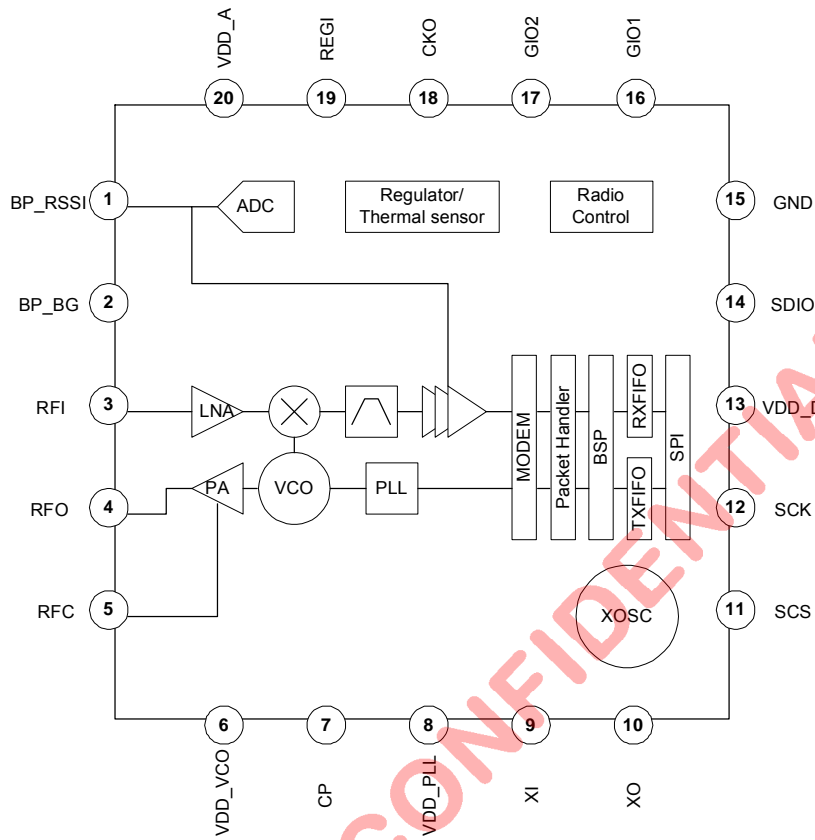 VDD_A
REGI
CKO
GIO2
GIO1
20
19
18
17
16
BP_RSSI
1
ADC
Regulator/
Thermal sensor
Radio
Control
15
GND
BP_BG
2
14
SDIO
RFI
3
LNA
MODEM
Packet Handler
BSP
RXFIFO
TXFIFO
SPI
13
VDD_D
RFO
4
PA
VCO
PLL
12
SCK
RFC
5
XOSC
11
SCS
6
7
8
9
10
VDD_VCO
CP
VDD_PLL
XI
XO
CONFIDENTIA